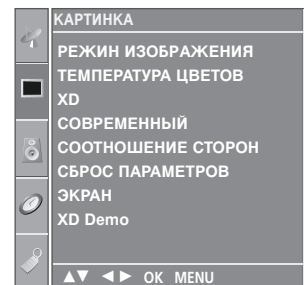 КАРТИНКА
РЕЖИН ИЗОБРАЖЕНИЯ
ТЕМПЕРАТУРА ЦВЕТОВ
XD
СОВРЕМЕННЫЙ
СООТНОШЕНИЕ СТОРОН
СБРОС ПАРАМЕТРОВ
ЭКРАН
XD Demo
▲▼ ◄► OK MENU